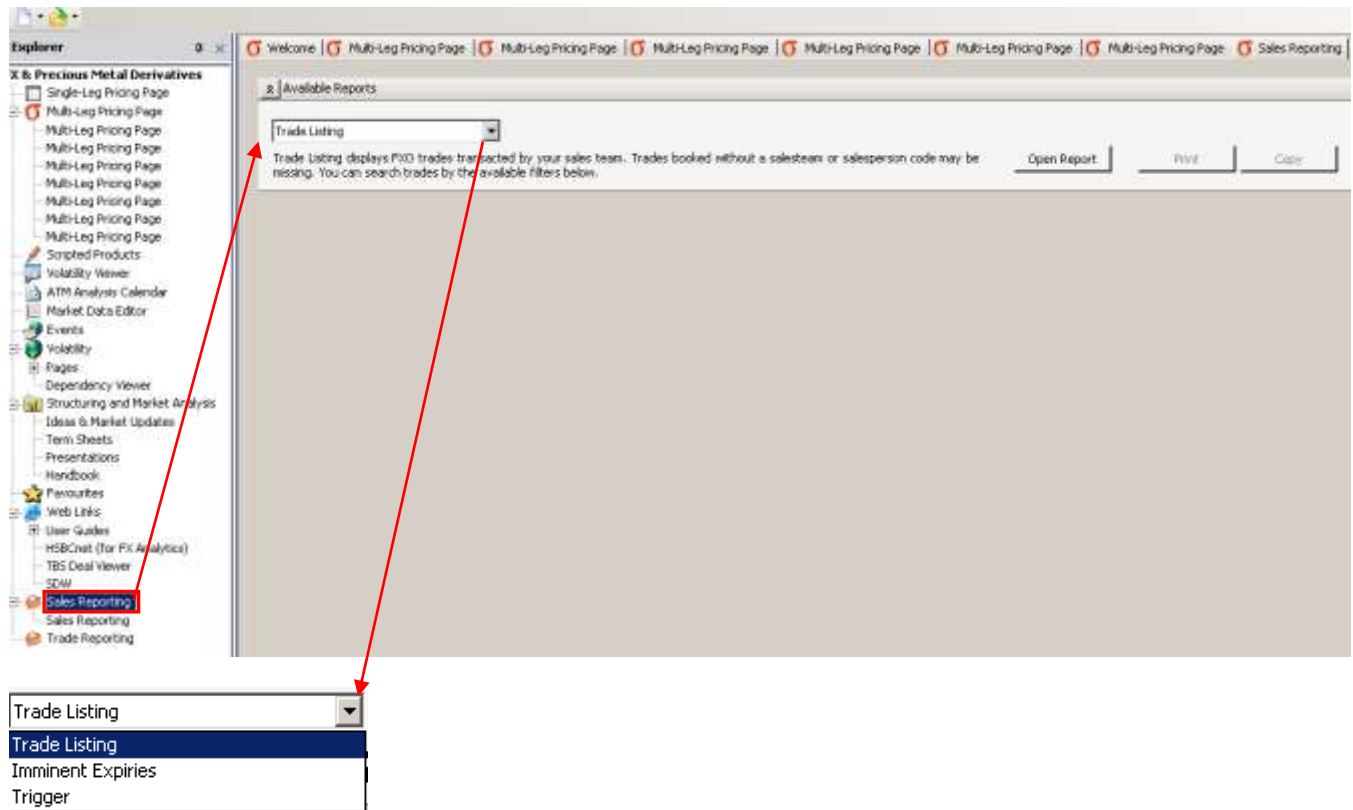 Explorer
Welcome
Multi-Leg Pricing Page
Multi-Leg Pricing Page
Multi-Leg Pricing Page
Multi-Leg Pricing Page
Multi-Leg Pricing Page
Multi-Leg Pricing Page
Sales Reporting
X & Precious Metal Derivatives
Single-Leg Pricing Page
Multi-Leg Pricing Page
Multi-Leg Pricing Page
Multi-Leg Pricing Page
Multi-Leg Pricing Page
Multi-Leg Pricing Page
Multi-Leg Pricing Page
Multi-Leg Pricing Page
Multi-Leg Pricing Page
Scripted Products
Volatility Viewer
ATM Analysis Calendar
Market Data Editor
Events
Volatility
Pages
Dependency Viewer
Structuring and Market Analysis
Ideas & Market Updates
Term Sheets
Presentations
Handbook
Favourites
Web Links
User Guides
HSBCnet (for FX Analytics)
TBS Deal Viewer
SDW
Sales Reporting
Sales Reporting
Trade Reporting
Available Reports
Trade Listing
Trade Listing displays FXO trades transacted by your sales team. Trades booked without a salesteam or salesperson code may be
missing. You can search trades by the available filters below.
Open Report
Print
Copy
Trade Listing
Trade Listing
Imminent Expiries
Trigger